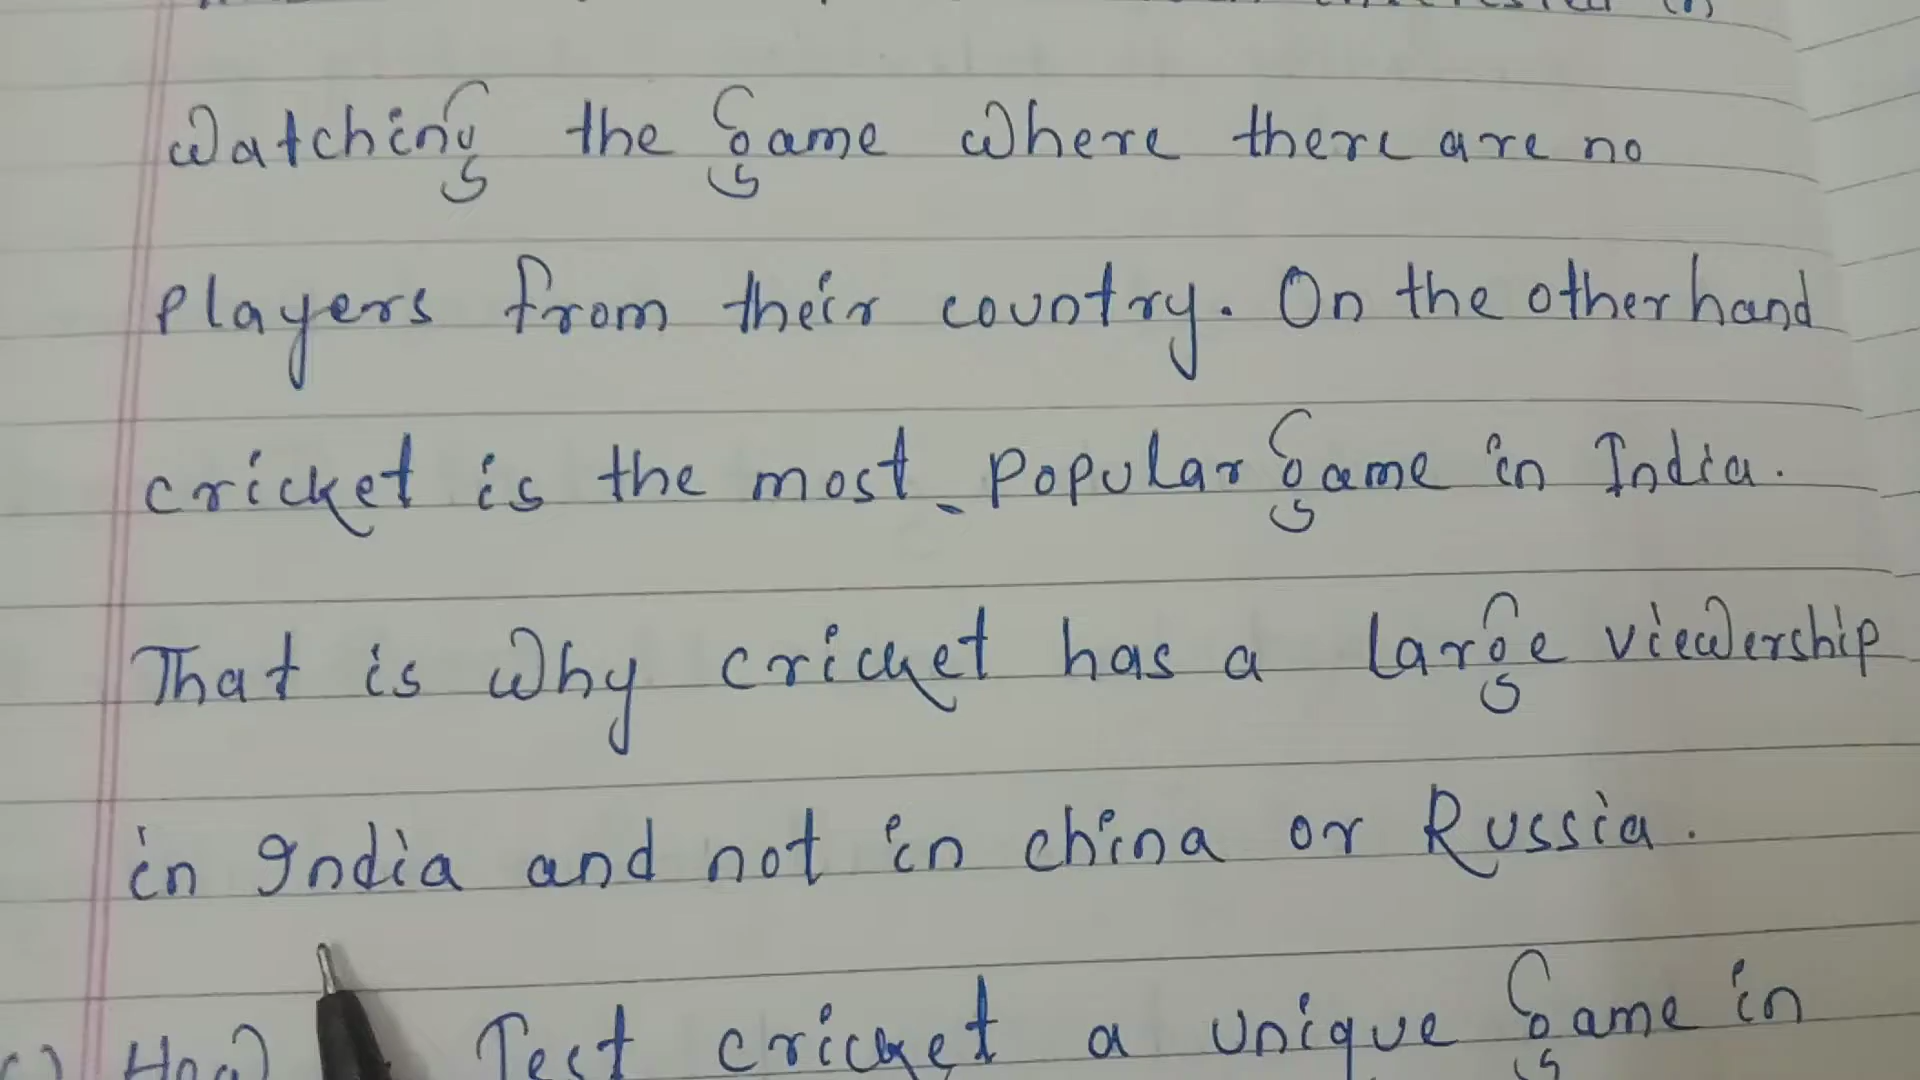 Watching the Game where there are no
Players from their country. On the other hand
cricket is the most popular Game in India.
That is why cricket has a large viewership
in India and not in china or Russia.
How Test cricket a unique Game in